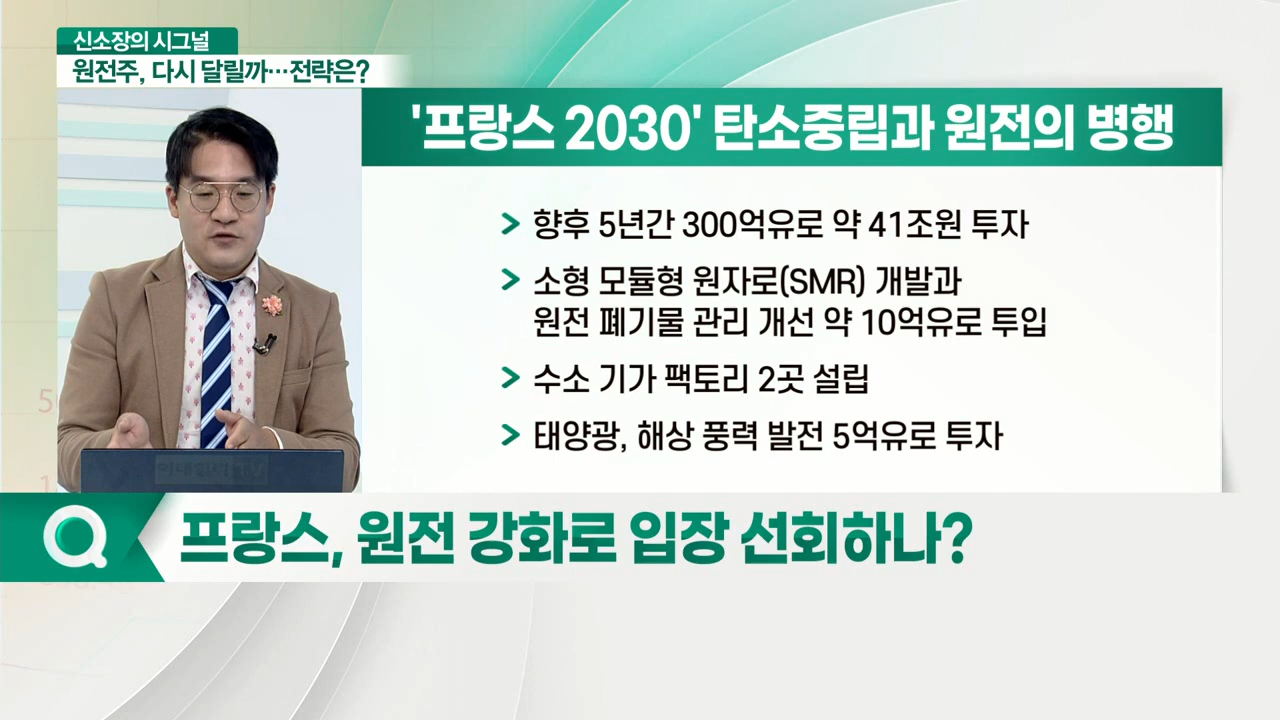 신소장의 시그널
원전주, 다시 달릴까…전략은?
'프랑스 2030' 탄소중립과 원전의 병행
> 향후 5년간 300억유로 약 41조원 투자
> 소형 모듈형 원자로(SMR) 개발과
원전 폐기물 관리 개선 약 10억유로 투입
> 수소 기가 팩토리 2곳 설립
> 태양광, 해상 풍력 발전 5억유로 투자
프랑스, 원전 강화로 입장 선회하나?